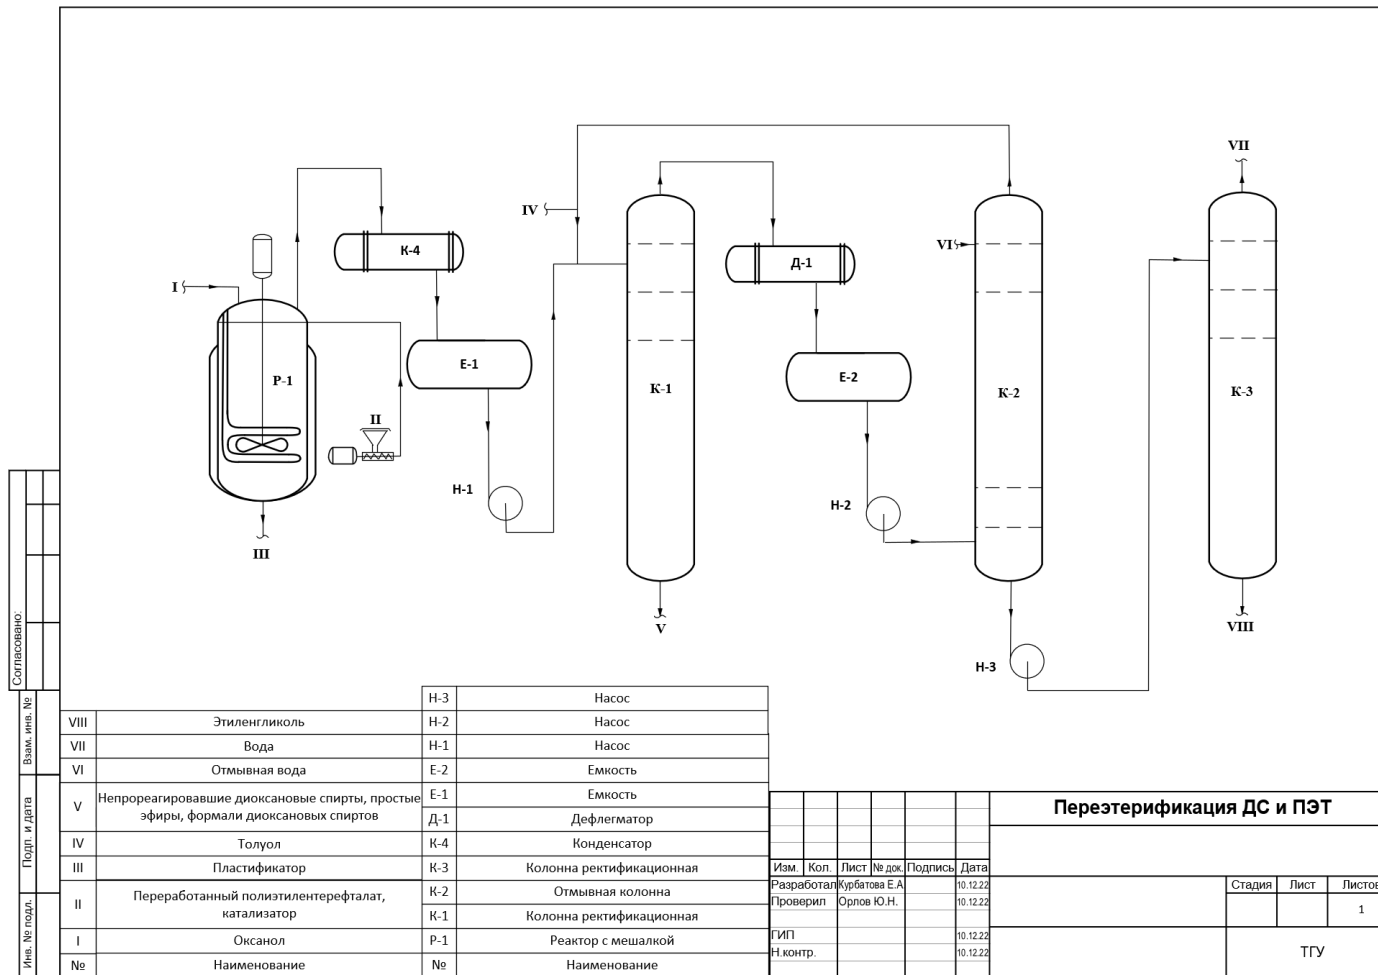 VII
IV
К-4
VI
Д-1
I
Р-1
Е-1
Е-2
К-1
К-2
К-3
II
Н-1
Н-2
III
V
VIII
Н-3
Согласовано:
Взам. инв. №
Подп. и дата
Инв. № подл.
Н-3 Насос
VIII Этиленгликоль Н-2 Насос
VII Вода Н-1 Насос
VI Отмывная вода Е-2 Емкость
V Непрореагировавшие диоксановые спирты, простые
эфиры, формали диоксановых спиртов
Е-1 Емкость
Д-1 Дефлегматор
IV Толуол К-4 Конденсатор
III Пластификатор К-3 Колонна ректификационная
II Переработанный полиэтилентерефталат,
катализатор
К-2 Отмывная колонна
К-1 Колонна ректификационная
I Оксанол Р-1 Реактор с мешалкой
№ Наименование № Наименование
Переэтерификация ДС и ПЭТ
Изм. Кол. Лист № док. Подпись Дата
Разработал Курбатова Е.А 10.12.22
Проверил Орлов Ю.Н. 10.12.22
ГИП 10.12.22
Н.контр. 10.12.22
Стадия Лист Листов
1
ТГУ